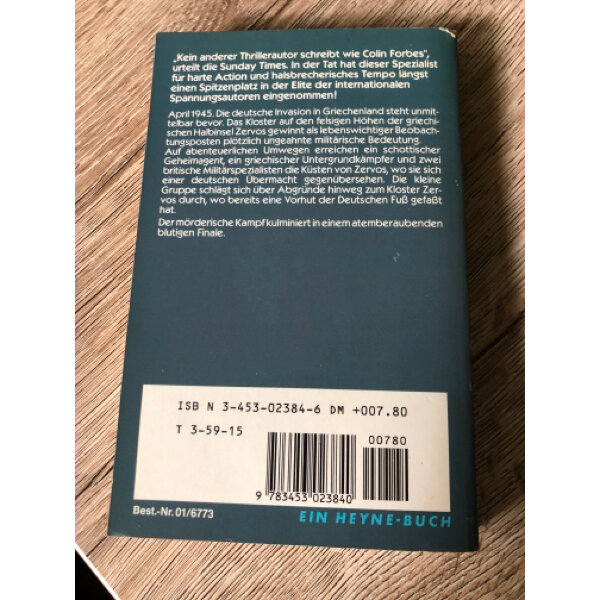 „Kein anderer Thrillerautor schreibt wie Colin Forbes",
urteilt die Sunday Times. In der Tat hat dieser Spezialist
für harte Action und halsbrecherisches Tempo längst
einen Spitzenplatz in der Elite der internationalen
Spannungsautoren eingenommen!
April 1945. Die deutsche Invasion in Griechenland steht unmit-
telbar bevor. Das Kloster auf den felsigen Höhen der griechi-
schen Halbinsel Zervos gewinnt als lebenswichtiger Beobach-
tungsposten plötzlich ungeahnte militärische Bedeutung.
Auf abenteuerlichen Umwegen erreichen ein schottischer
Geheimagent, ein griechischer Untergrundkämpfer und zwei
britische Militärspezialisten die Küsten von Zervos, wo sie sich
einer deutschen Übermacht gegenübersehen. Die kleine
Gruppe schlägt sich über Abgründe hinweg zum Kloster Zer-
vos durch, wo bereits eine Vorhut der Deutschen Fuß gefaßt
hat.
Der mörderische Kampf kulminiert in einem atemberaubenden
blutigen Finale.
ISB N 3-453-02384-6 DM +007.80
T 3-59-15
00780
9 783453 023840
Best.-Nr. 01/6773
EIN HEYNE-BUCH